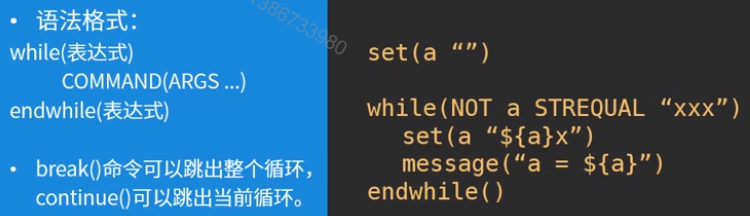 • 语法格式：
while(表达式)
COMMAND(ARGS ...)
endwhile(表达式)
• break()命令可以跳出整个循环，
continue()可以跳出当前循环。
set(a “”)
while(NOT a STREQUAL “xxx”)
set(a “${a}x”)
message(“a = ${a}”)
endwhile()